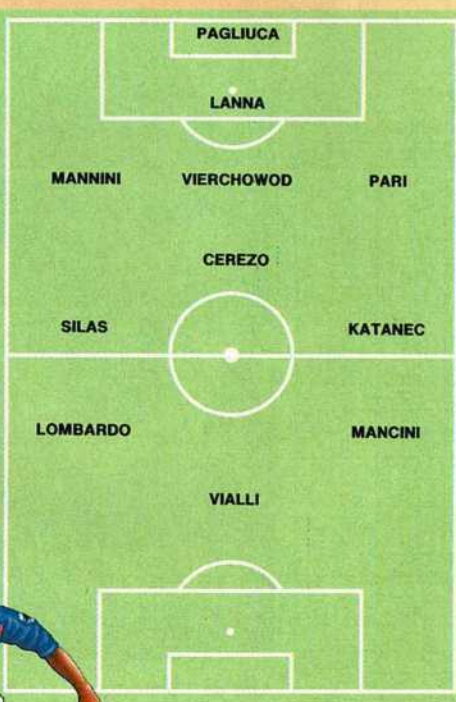 PAGLIUCA
LANNA
MANNINI VIERCHOWOD PARI
CEREZO
SILAS KATANEC
LOMBARDO MANCINI
VIALLI